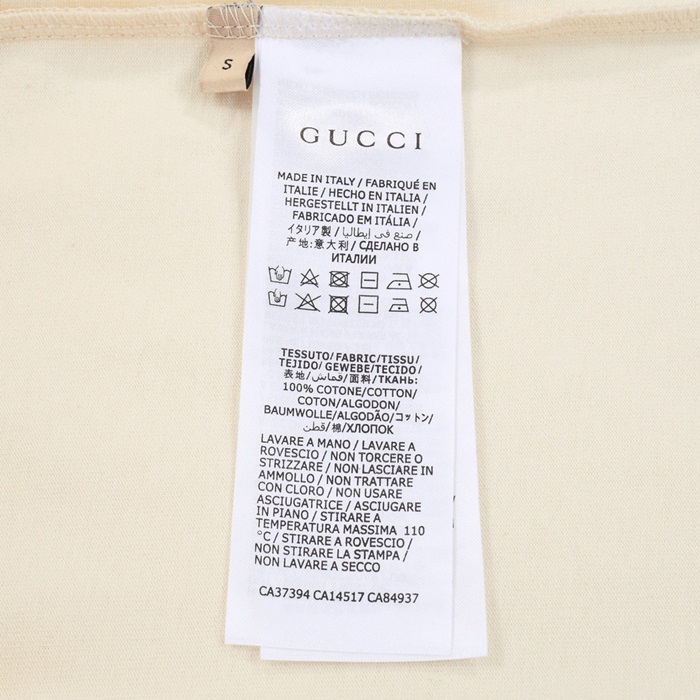 S
GUCCI
MADE IN ITALY / FABRIQUÉ EN
ITALIE / HECHO EN ITALIA /
HERGESTELLT IN ITALIEN /
FABRICADO EM ITÁLIA /
イタリア製 / صنع في إيطاليا /
产地:意大利 / СДЕЛАНО В
ИТАЛИИ
TESSUTO/FABRIC/TISSU/
TEJIDO/ GEWEBE/TECIDO/
表地/قماش/面料/ТКАНЬ:
100% COTONE/COTTON/
COTON/ALGODON/
BAUMWOLLE/ALGODÃO/コットン/
قطن/棉/ХЛОПОК
LAVARE A MANO / LAVARE A
ROVESCIO / NON TORCERE O
STRIZZARE / NON LASCIARE IN
AMMOLLO / NON TRATTARE
CON CLORO / NON USARE
ASCIUGATRICE / ASCIUGARE
IN PIANO / STIRARE A
TEMPERATURA MASSIMA 110
°C / STIRARE A ROVESCIO /
NON STIRARE LA STAMPA /
NON LAVARE A SECCO
CA37394 CA14517 CA84937